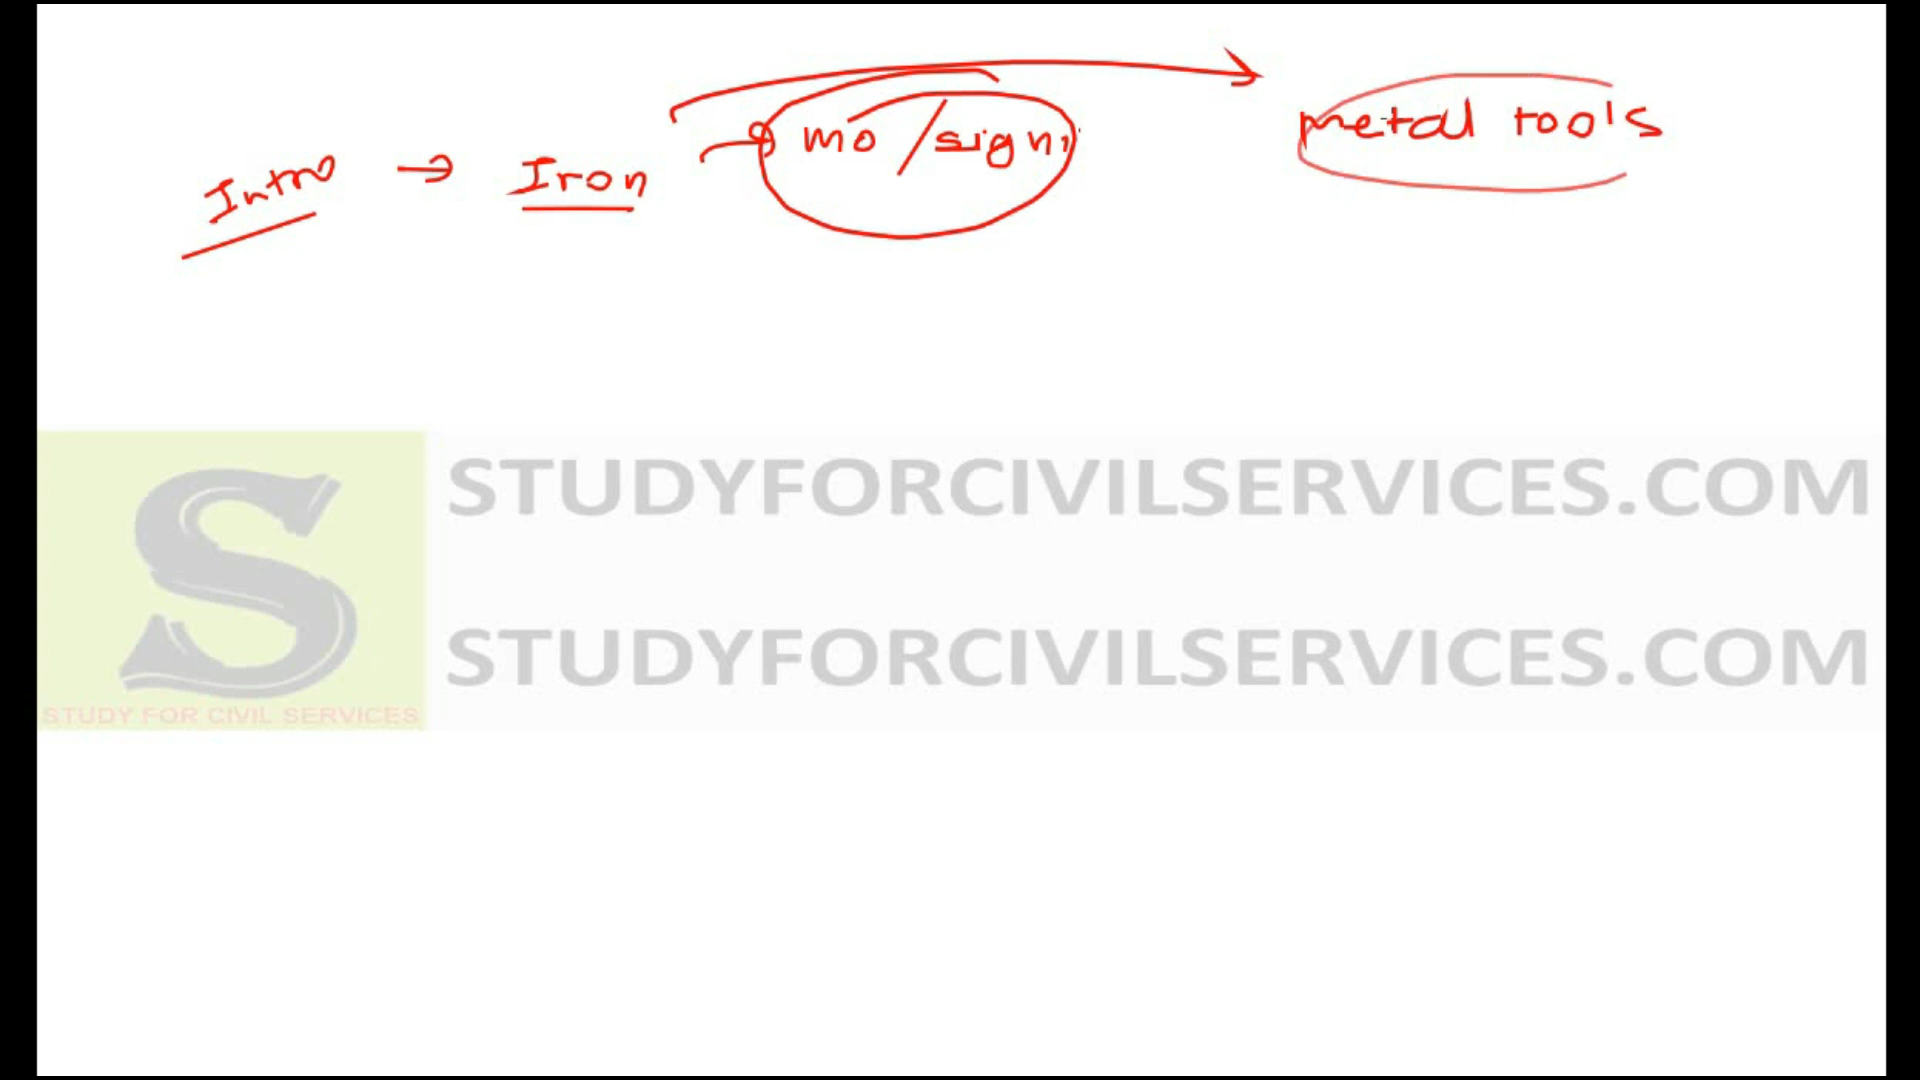 Intro → Iron → mo / signi metal tools
STUDYFORCIVILSERVICES.COM
STUDYFORCIVILSERVICES.COM
STUDY FOR CIVIL SERVICES